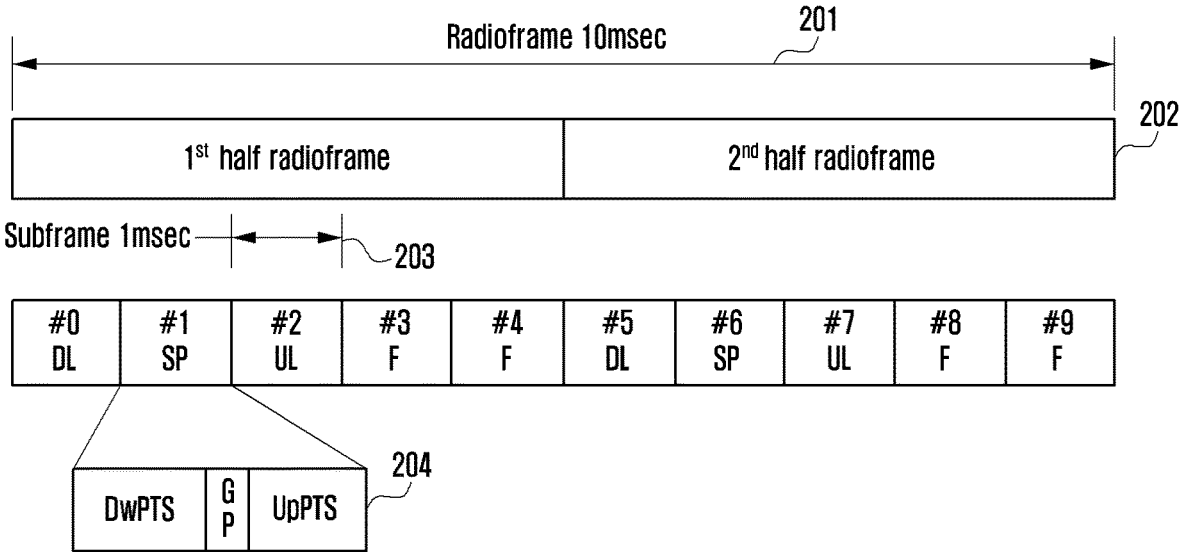 201
Radioframe 10msec
202
1st half radioframe 2nd half radioframe
Subframe 1msec 203
#0 #1 #2 #3 #4 #5 #6 #7 #8 #9
DL SP UL F F DL SP UL F F
204
DwPTS GP UpPTS